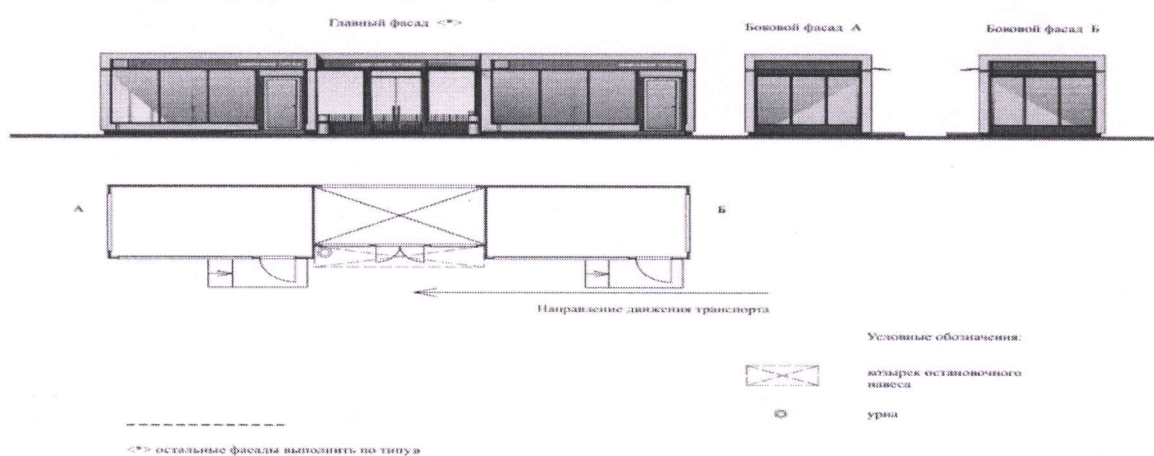 Главный фасад <*>
Боковой фасад А
Боковой фасад Б
А
Б
Направление движения транспорта
Условные обозначения:
козырек остановочного
навеса
урна
<*> остальные фасады выполнить по типу